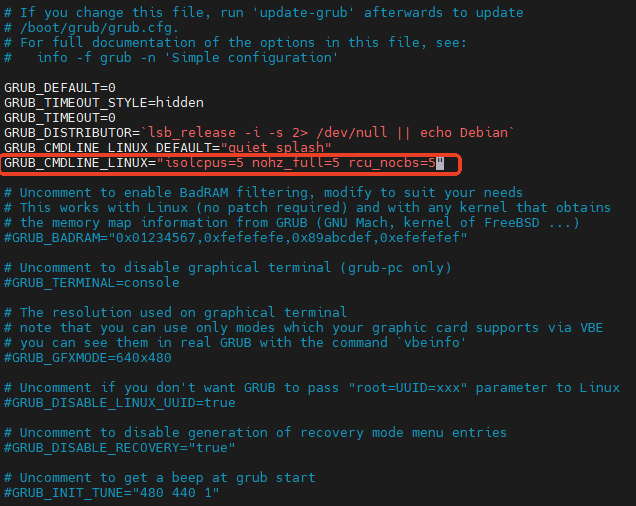 # If you change this file, run 'update-grub' afterwards to update
# /boot/grub/grub.cfg.
# For full documentation of the options in this file, see:
#   info -f grub -n 'Simple configuration'
GRUB_DEFAULT=0
GRUB_TIMEOUT_STYLE=hidden
GRUB_TIMEOUT=0
GRUB_DISTRIBUTOR=`lsb_release -i -s 2> /dev/null || echo Debian`
GRUB_CMDLINE_LINUX_DEFAULT="quiet splash"
GRUB_CMDLINE_LINUX="isolcpus=5 nohz_full=5 rcu_nocbs=5"
# Uncomment to enable BadRAM filtering, modify to suit your needs
# This works with Linux (no patch required) and with any kernel that obtains
# the memory map information from GRUB (GNU Mach, kernel of FreeBSD ...)
#GRUB_BADRAM="0x01234567,0xfefefefe,0x89abcdef,0xefefefef"
# Uncomment to disable graphical terminal (grub-pc only)
#GRUB_TERMINAL=console
# The resolution used on graphical terminal
# note that you can use only modes which your graphic card supports via VBE
# you can see them in real GRUB with the command `vbeinfo'
#GRUB_GFXMODE=640x480
# Uncomment if you don't want GRUB to pass "root=UUID=xxx" parameter to Linux
#GRUB_DISABLE_LINUX_UUID=true
# Uncomment to disable generation of recovery mode menu entries
#GRUB_DISABLE_RECOVERY="true"
# Uncomment to get a beep at grub start
#GRUB_INIT_TUNE="480 440 1"